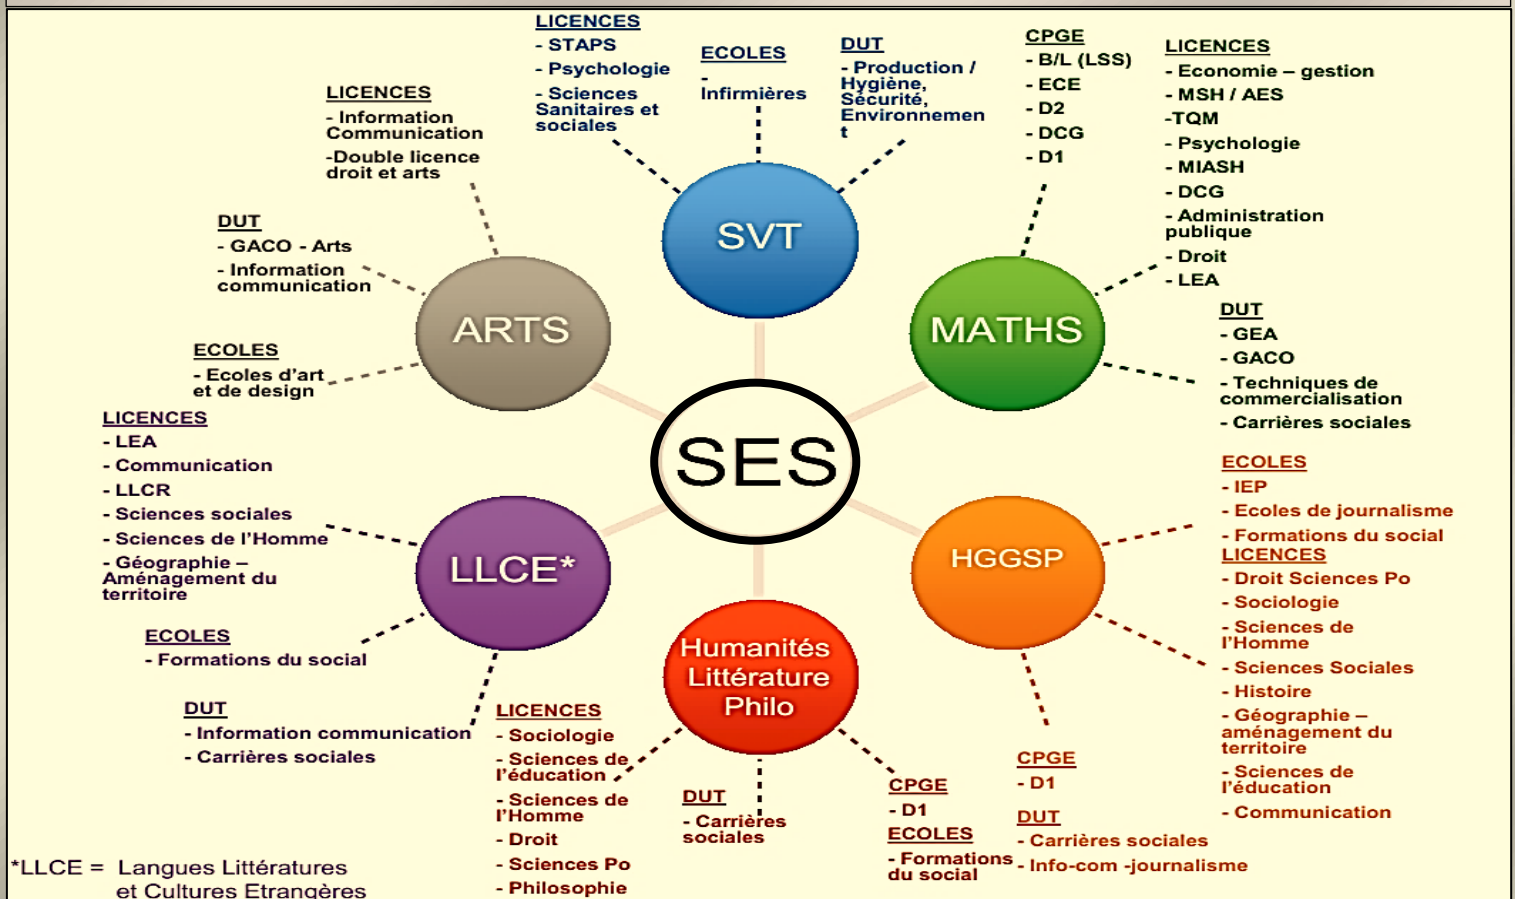 LICENCES
- STAPS
- Psychologie
- Sciences
Sanitaires et
sociales
ECOLES
-
Infirmières
DUT
- Production /
Hygiène,
Sécurité,
Environnemen
t
CPGE
- B/L (LSS)
- ECE
- D2
- DCG
- D1
LICENCES
- Economie – gestion
- MSH / AES
-TQM
- Psychologie
- MIASH
- DCG
- Administration
publique
- Droit
- LEA
DUT
- GEA
- GACO
- Techniques de
commercialisation
- Carrières sociales
LICENCES
- Information
Communication
-Double licence
droit et arts
DUT
- GACO - Arts
- Information
communication
ECOLES
- Ecoles d’art
et de design
SVT
ARTS
MATHS
SES
LLCE*
HGGSP
Humanités
Littérature
Philo
LICENCES
- LEA
- Communication
- LLCR
- Sciences sociales
- Sciences de l’Homme
- Géographie –
Aménagement du
territoire
ECOLES
- Formations du social
DUT
- Information communication
- Carrières sociales
LICENCES
- Sociologie
- Sciences de
l’éducation
- Sciences de
l’Homme
- Droit
- Sciences Po
- Philosophie
DUT
- Carrières
sociales
CPGE
- D1
ECOLES
- Formations
du social
CPGE
- D1
DUT
- Carrières sociales
- Info-com -journalisme
ECOLES
- IEP
- Ecoles de journalisme
- Formations du social
LICENCES
- Droit Sciences Po
- Sociologie
- Sciences de
l’Homme
- Sciences Sociales
- Histoire
- Géographie –
aménagement du
territoire
- Sciences de
l’éducation
- Communication
*LLCE = Langues Littératures
et Cultures Etrangères